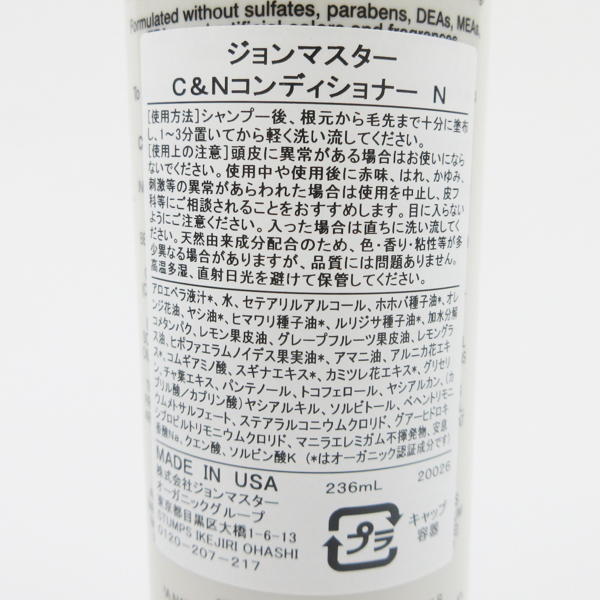 Formulated without sulfates, parabens, DEAs, MEAs,
ジョンマスター
C&Nコンディショナー N
[使用方法]シャンプー後、根元から毛先まで十分に塗布
し、1～3分置いてから軽く洗い流してください。
[使用上の注意]頭皮に異常がある場合はお使いになら
ないでください。使用中や使用後に赤味、はれ、かゆみ、
刺激等の異常があらわれた場合は使用を中止し、皮フ
科等にご相談されることをおすすめします。目に入らない
ようにご注意ください。入った場合は直ちに洗い流してく
ださい。天然由来成分配合のため、色・香り・粘性等が多
少異なる場合がありますが、品質には問題ありません。
高温多湿、直射日光を避けて保管してください。
アロエベラ液汁*、水、セテアリルアルコール、ホホバ種子油*、オレ
ンジ花油、ヤシ油*、ヒマワリ種子油*、ルリジサ種子油*、加水分解
コメタンパク、レモン果皮油、グレープフルーツ果皮油、レモングラ
ス油、ヒポファエラムノイデス果実油*、アマニ油、アルニカ花エキ
ス*、コムギアミノ酸、スギナエキス*、カミツレ花エキス*、グリセリ
ン、チャ葉エキス、パンテノール、トコフェロール、ヤシアルカン、(カ
プリル酸/カプリン酸)ヤシアルキル、ソルビトール、ベヘントリモニ
ウムメトサルフェート、ステアラルコニウムクロリド、グアーヒドロキ
シプロピルトリモニウムクロリド、マニラエレミガム不揮発物、安息
香酸Na、クエン酸、ソルビン酸K (*はオーガニック認証成分です)
MADE IN USA 236mL 20026
株式会社ジョンマスター
オーガニックグループ
東京都目黒区大橋1-6-13
STUMPS IKEJIRI OHASHI
0120-207-217
プラ
キャップ
容器